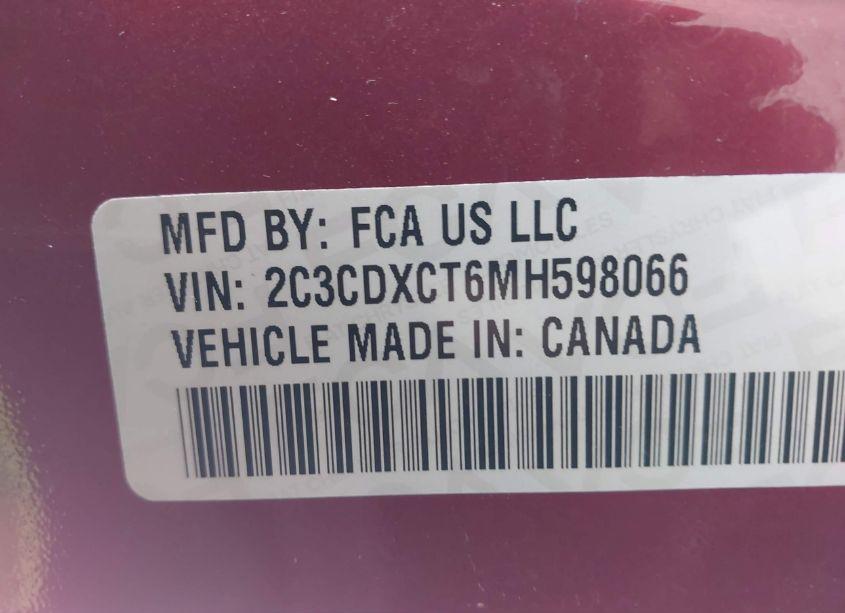 MFD BY: FCA US LLC
VIN: 2C3CDXCT6MH598066
VEHICLE MADE IN: CANADA